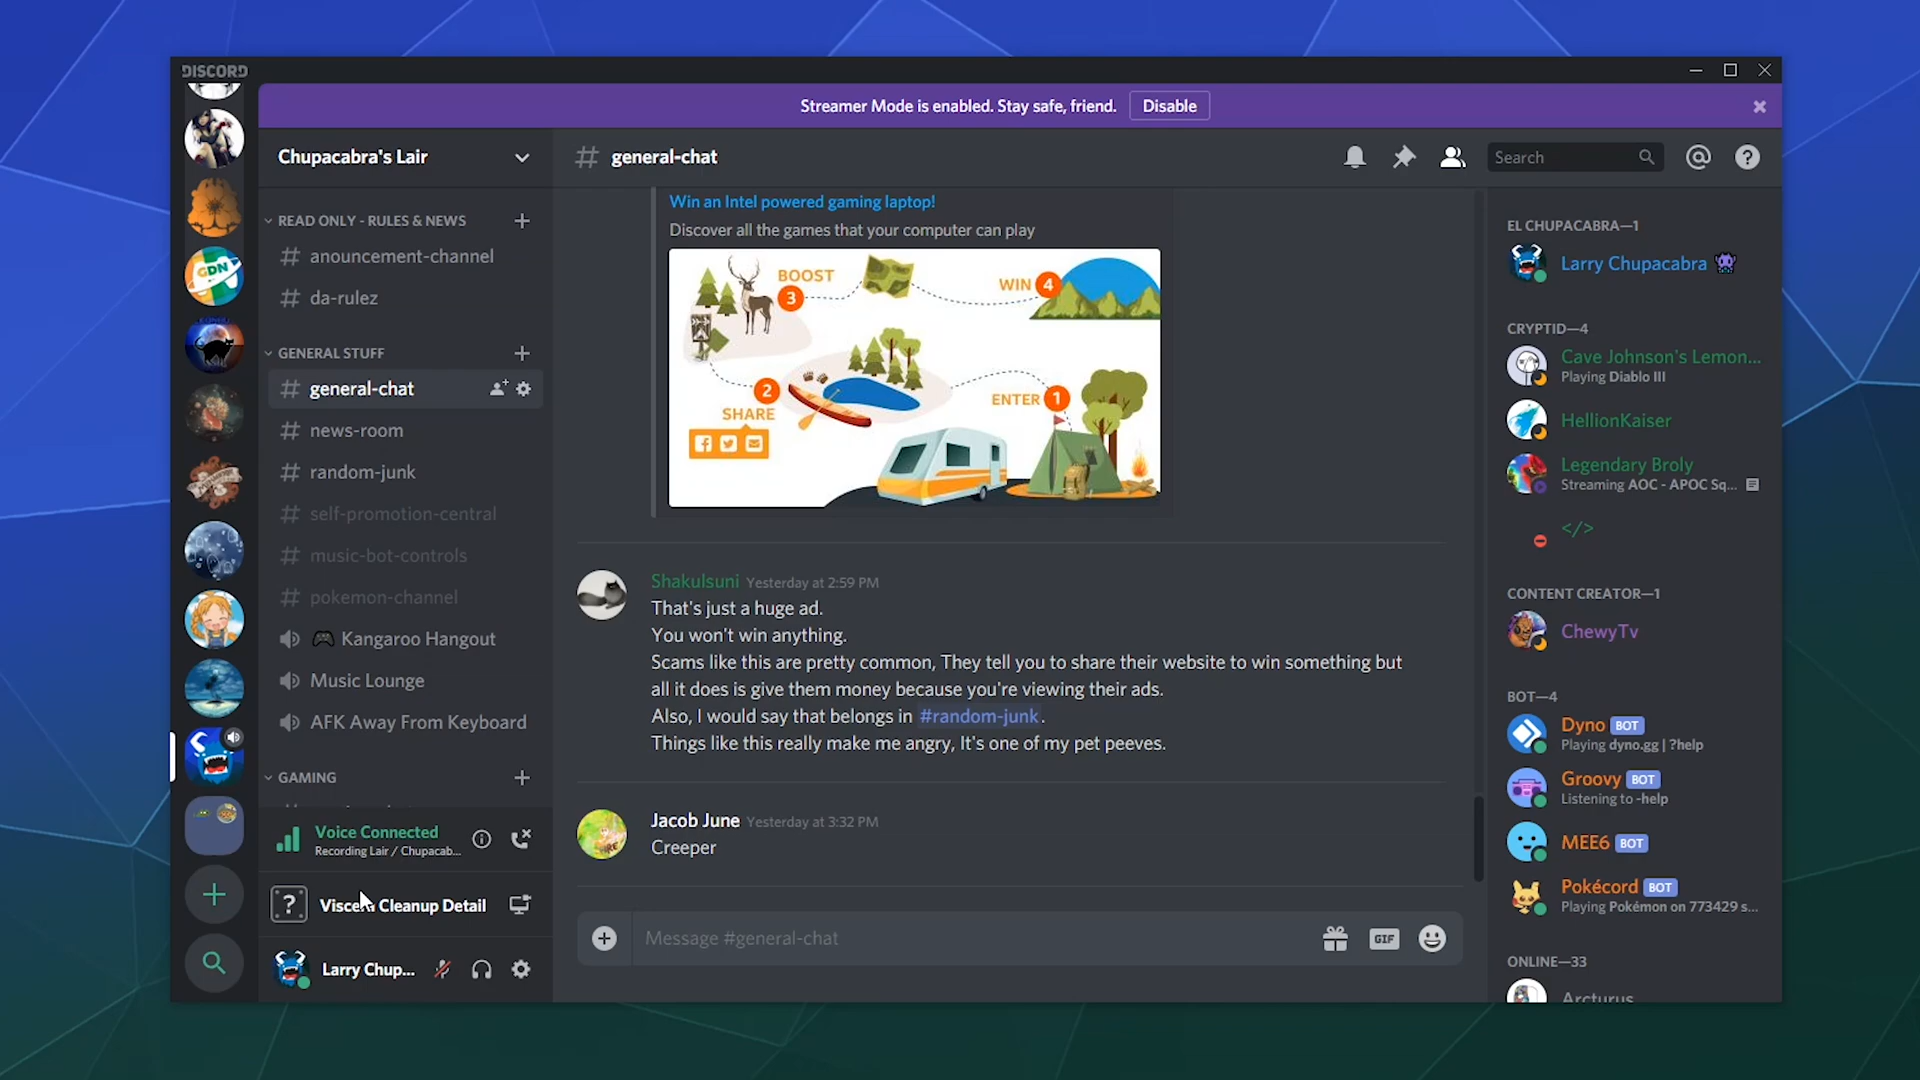 DISCORD
Streamer Mode is enabled. Stay safe, friend.
Disable
Chupacabra's Lair
general-chat
Search
READ ONLY - RULES & NEWS
anouncement-channel
da-rulez
GENERAL STUFF
general-chat
news-room
random-junk
self-promotion-central
music-bot-controls
pokemon-channel
Kangaroo Hangout
Music Lounge
AFK Away From Keyboard
GAMING
Voice Connected
Recording Lair / Chupacab...
Cleanup Detail
Larry Chup...
GDN
Win an Intel powered gaming laptop!
Discover all the games that your computer can play
BOOST
3
WIN 4
2
SHARE
ENTER 1
Shakulsuni Yesterday at 2:59 PM
That's just a huge ad.
You won't win anything.
Scams like this are pretty common, They tell you to share their website to win something but
all it does is give them money because you're viewing their ads.
Also, I would say that belongs in #random-junk.
Things like this really make me angry, It's one of my pet peeves.
Jacob June Yesterday at 3:32 PM
Creeper
Message #general-chat
GIF
EL CHUPACABRA—1
Larry Chupacabra
CRYPTID—4
Cave Johnson's Lemon...
Playing Diablo III
HellionKaiser
Legendary Broly
Streaming AOC - APOC Sq...
</>
CONTENT CREATOR—1
ChewyTv
BOT—4
Dyno BOT
Playing dyno.gg | ?help
Groovy BOT
Listening to -help
MEE6 BOT
Pokécord BOT
Playing Pokémon on 773429 s...
ONLINE—33
Arcturus